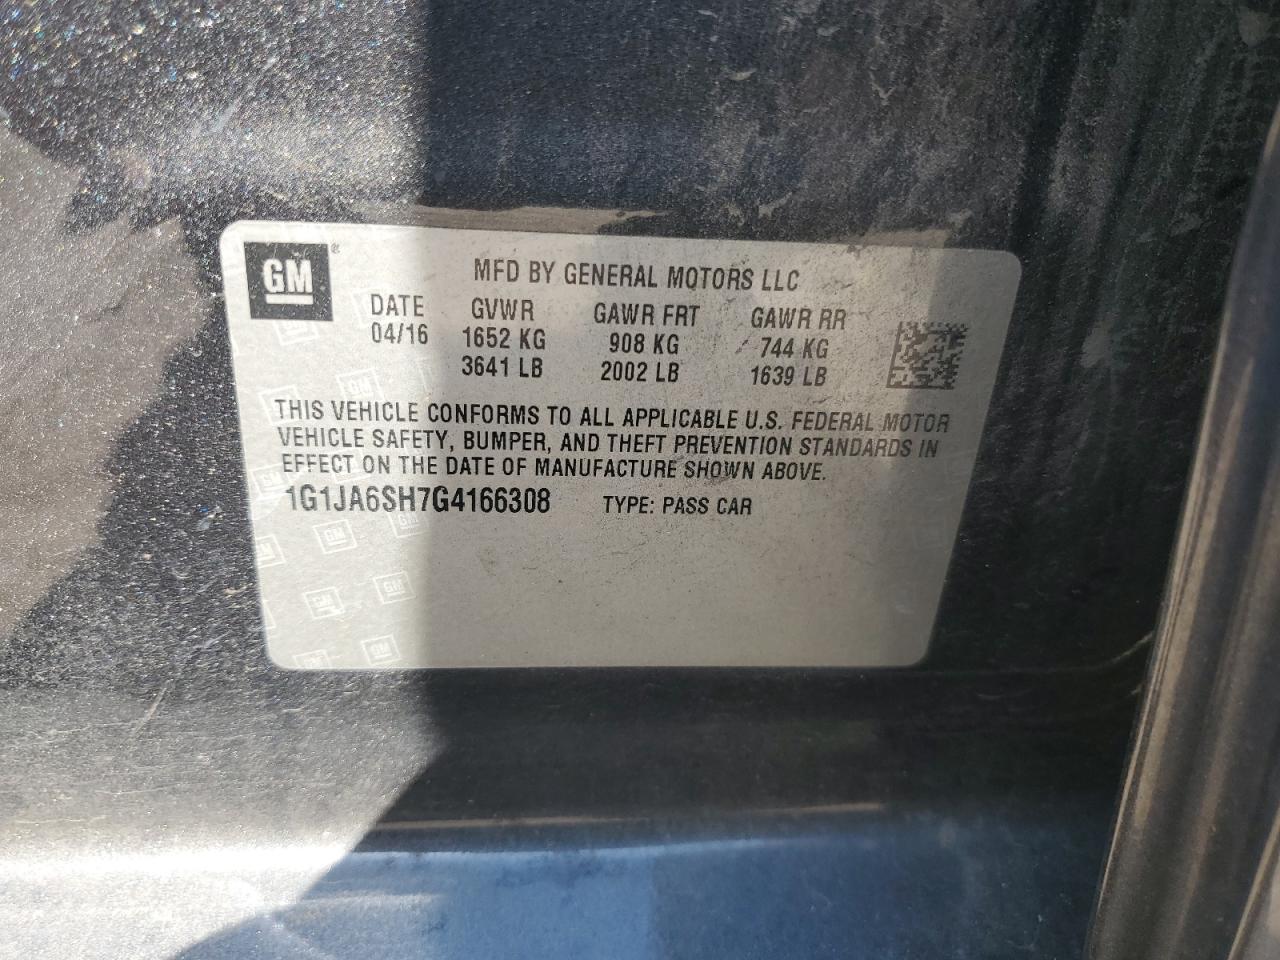 GM ®
MFD BY GENERAL MOTORS LLC
DATE GVWR GAWR FRT GAWR RR
04/16 1652 KG 908 KG 744 KG
3641 LB 2002 LB 1639 LB
THIS VEHICLE CONFORMS TO ALL APPLICABLE U.S. FEDERAL MOTOR
VEHICLE SAFETY, BUMPER, AND THEFT PREVENTION STANDARDS IN
EFFECT ON THE DATE OF MANUFACTURE SHOWN ABOVE.
1G1JA6SH7G4166308 TYPE: PASS CAR